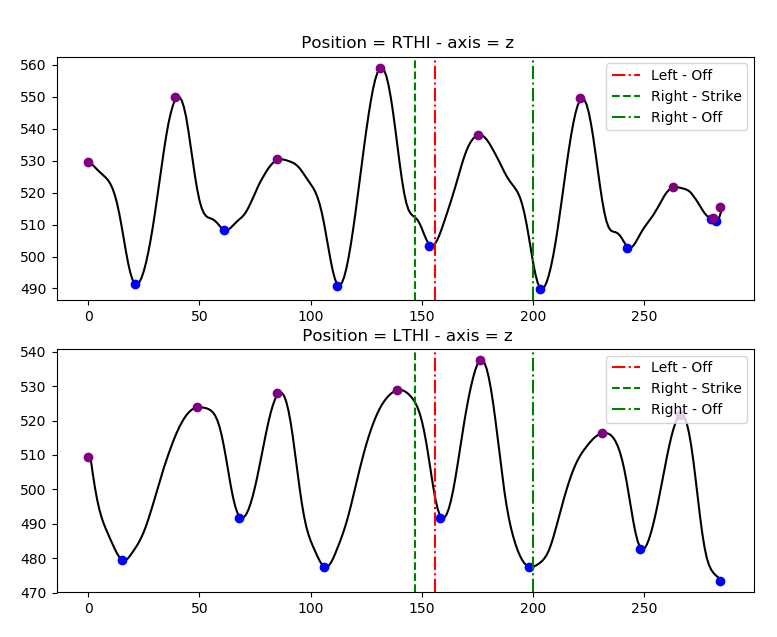 Position = RTHI - axis = z
560
550
540
530
520
510
500
490
Left - Off
Right - Strike
Right - Off
0 50 100 150 200 250
Position = LTHI - axis = z
540
530
520
510
500
490
480
470
Left - Off
Right - Strike
Right - Off
0 50 100 150 200 250